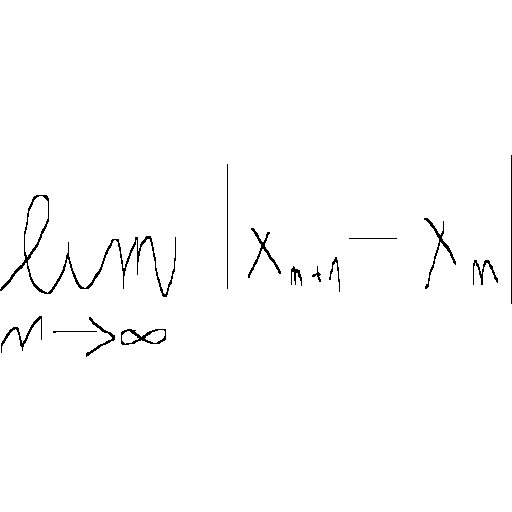 lim |x_{n+1} - x_n|
n→∞